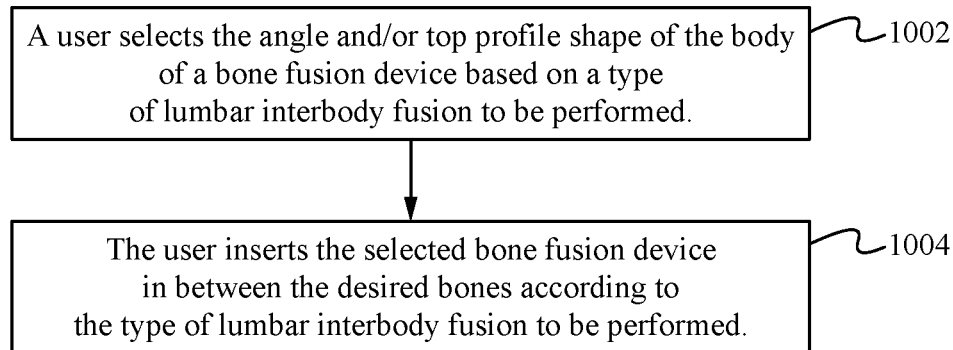 A user selects the angle and/or top profile shape of the body
of a bone fusion device based on a type
of lumbar interbody fusion to be performed.
1002
The user inserts the selected bone fusion device
in between the desired bones according to
the type of lumbar interbody fusion to be performed.
1004